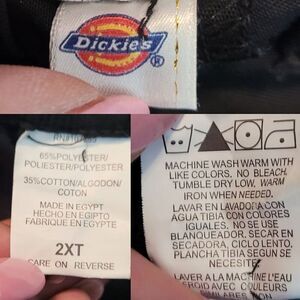 Dickies
®
65%POLYESTER/
POLIESTER/POLYESTER
35%COTTON/ALGODON/
COTON
MADE IN EGYPT
HECHO EN EGIPTO
FABRIQUE EN EGYPTE
2XT
CARE ON REVERSE
MACHINE WASH WARM WITH
LIKE COLORS. NO BLEACH.
TUMBLE DRY LOW. WARM
IRON WHEN NEEDED.
LAVAR EN LAVADORA CON
AGUA TIBIA CON COLORES
IGUALES. NO SE USE
BLANQUEADOR. SECAR EN
SECADORA, CICLO LENTO,
PLANCHA TIBIA SEGUN SE
NECESITE
LAVER A LA MACHINE L'EAU
COULEURS